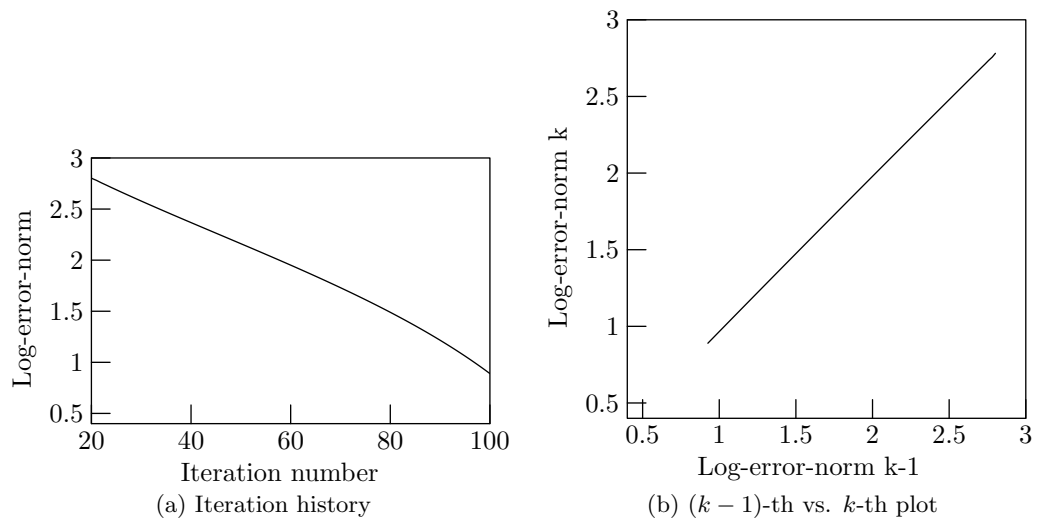 3
2.5
2
1.5
1
0.5
20 40 60 80 100
Log-error-norm
Iteration number
(a) Iteration history
3
2.5
2
1.5
1
0.5
0.5 1 1.5 2 2.5 3
Log-error-norm k
Log-error-norm k-1
(b) (k − 1)-th vs. k-th plot